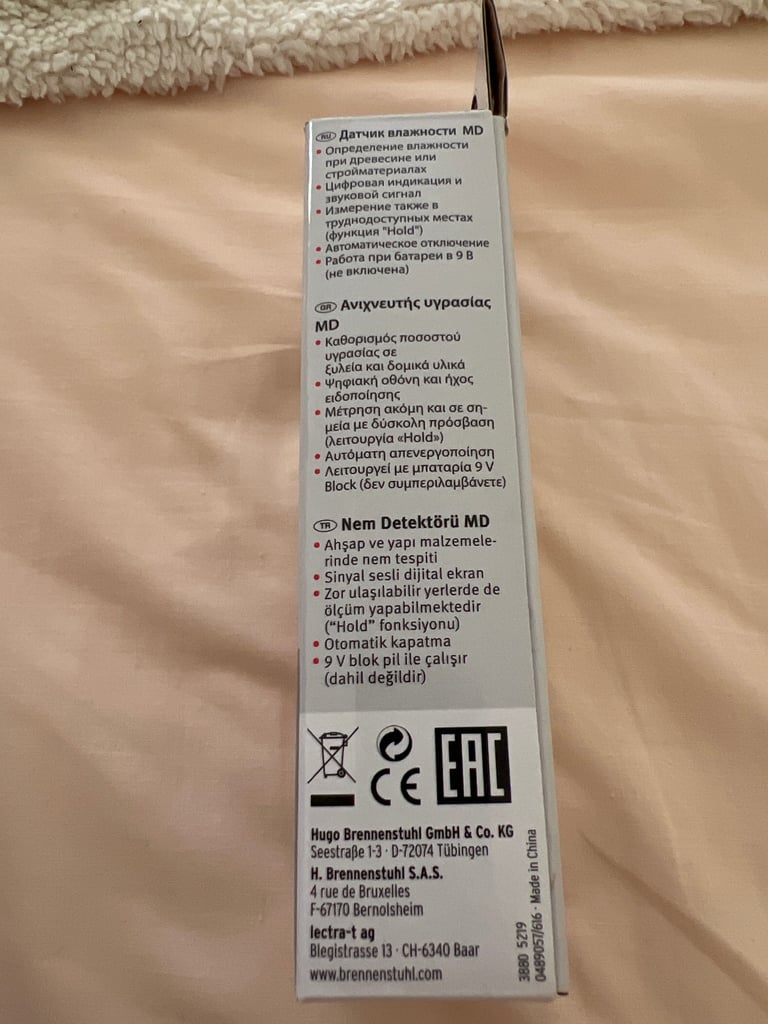 RU Датчик влажности MD
• Определение влажности
при древесине или
стройматериалах
• Цифровая индикация и
звуковой сигнал
• Измерение также в
труднодоступных местах
(функция "Hold")
• Автоматическое отключение
• Работа при батареи в 9 В
(не включена)
GR Ανιχνευτής υγρασίας
MD
• Καθορισμός ποσοστού
υγρασίας σε
ξυλεία και δομικά υλικά
• Ψηφιακή οθόνη και ήχος
ειδοποίησης
• Μέτρηση ακόμη και σε ση-
μεία με δύσκολη πρόσβαση
(λειτουργία «Hold»)
• Αυτόματη απενεργοποίηση
• Λειτουργεί με μπαταρία 9 V
Block (δεν συμπεριλαμβάνετε)
TR Nem Detektörü MD
• Ahşap ve yapı malzemele-
rinde nem tespiti
• Sinyal sesli dijital ekran
• Zor ulaşılabilir yerlerde de
ölçüm yapabilmektedir
("Hold" fonksiyonu)
• Otomatik kapatma
• 9 V blok pil ile çalışır
(dahil değildir)
CE EAC
Hugo Brennenstuhl GmbH & Co. KG
Seestraße 1-3 · D-72074 Tübingen
H. Brennenstuhl S.A.S.
4 rue de Bruxelles
F-67170 Bernolsheim
lectra-t ag
Blegistrasse 13 · CH-6340 Baar
www.brennenstuhl.com
3880 5219
0489057/616 · Made in China